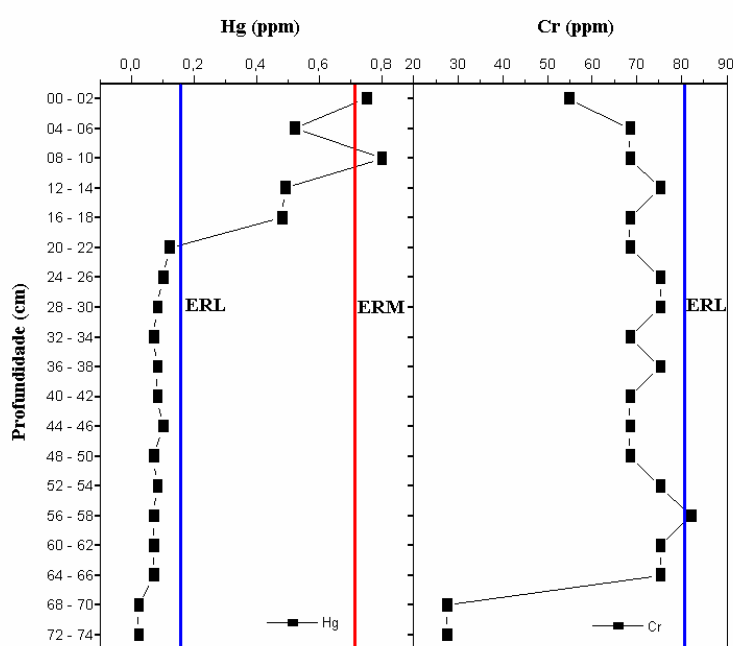 Hg (ppm) Cr (ppm)
0,0 0,2 0,4 0,6 0,8 20 30 40 50 60 70 80 90
00 - 02
04 - 06
08 - 10
12 - 14
16 - 18
20 - 22
24 - 26
28 - 30 ERL ERM ERL
32 - 34
36 - 38
40 - 42
44 - 46
48 - 50
52 - 54
56 - 58
60 - 62
64 - 66
68 - 70
72 - 74
Profundidade (cm)
Hg Cr